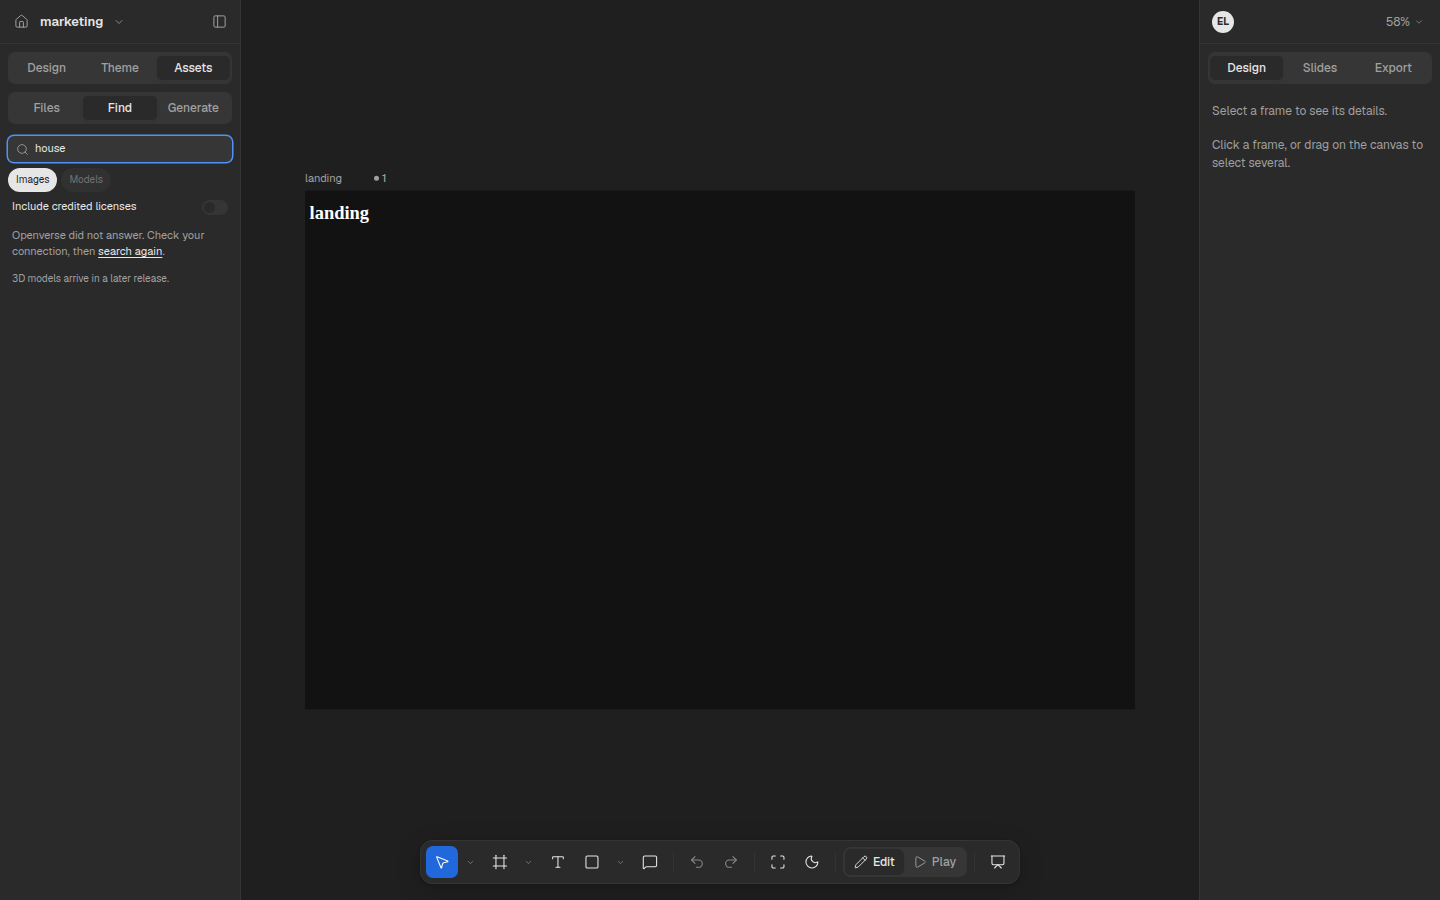 marketing
Design Theme Assets
Files Find Generate
house
Images Models
Include credited licenses
Openverse did not answer. Check your
connection, then search again.
3D models arrive in a later release.
landing 1
landing
EL 58%
Design Slides Export
Select a frame to see its details.
Click a frame, or drag on the canvas to
select several.
Edit Play